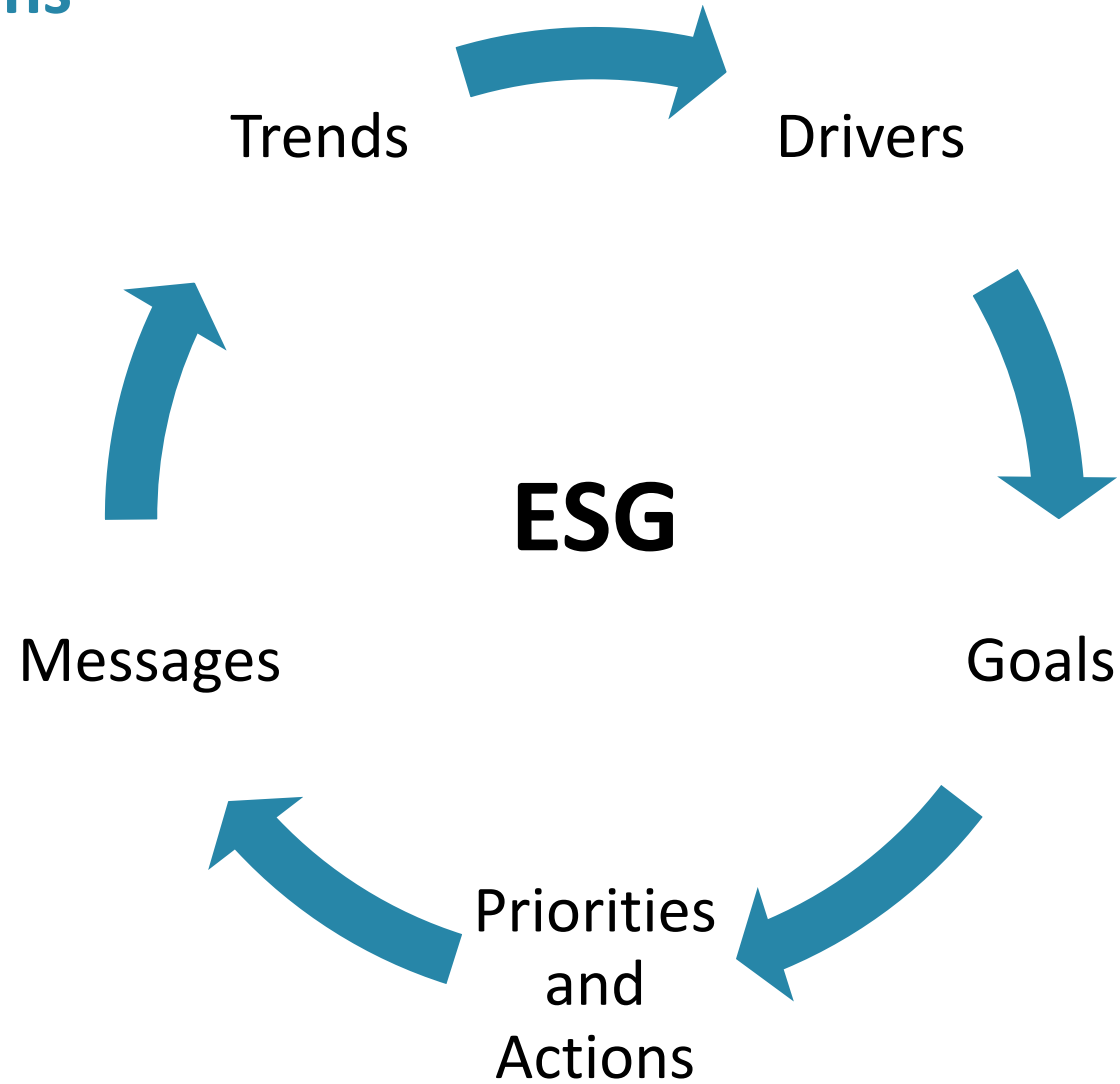 Trends
Drivers
ESG
Messages
Goals
Priorities
and
Actions